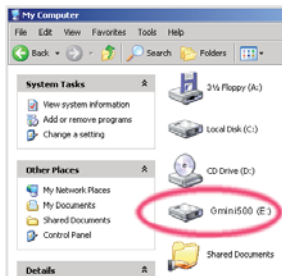 My Computer
File Edit View Favorites Tools Help
Back Search Folders
System Tasks
View system information
Add or remove programs
Change a setting
Other Places
My Network Places
My Documents
Shared Documents
Control Panel
Details
3½ Floppy (A:)
Local Disk (C:)
CD Drive (D:)
Gmini500 (E:)
Shared Documents